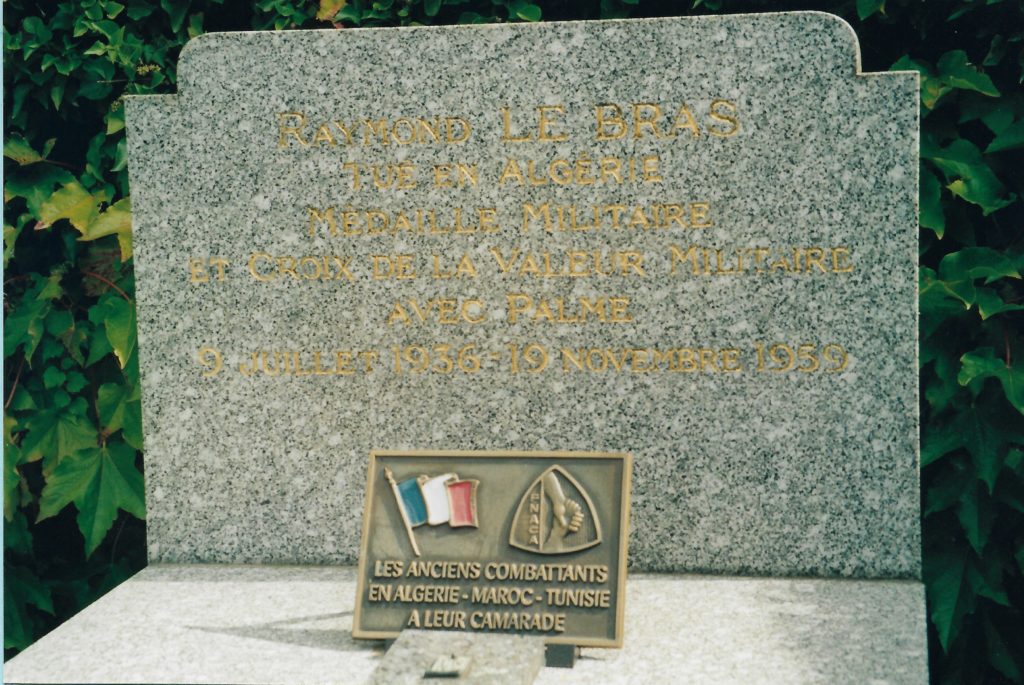 RAYMOND LE BRAS
TUÉ EN ALGÉRIE
MÉDAILLE MILITAIRE
ET CROIX DE LA VALEUR MILITAIRE
AVEC PALME
9 JUILLET 1936 - 19 NOVEMBRE 1959
FNACA
LES ANCIENS COMBATTANTS
EN ALGERIE - MAROC - TUNISIE
A LEUR CAMARADE